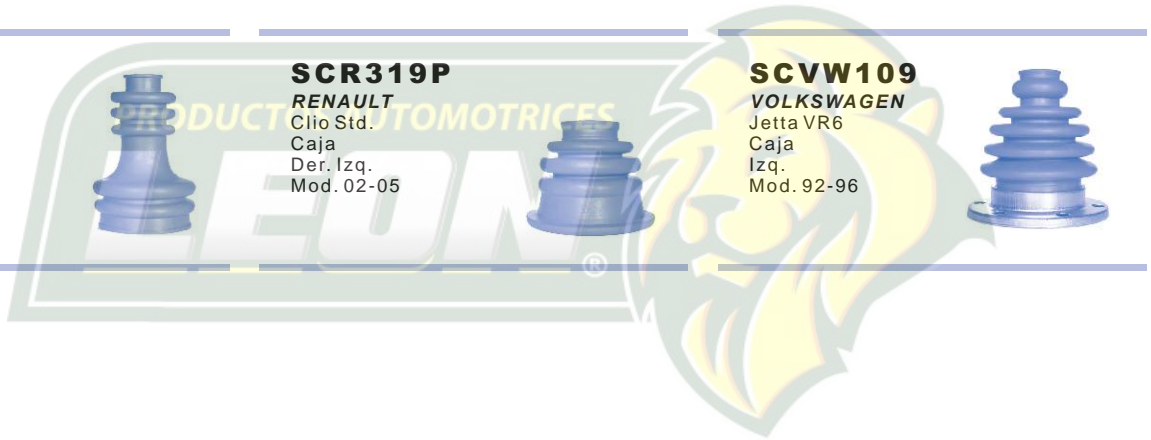 SCR319P
RENAULT
Clio Std.
Caja
Der. Izq.
Mod. 02-05
SCVW109
VOLKSWAGEN
Jetta VR6
Caja
Izq.
Mod. 92-96
PRODUCTOS AUTOMOTRICES
LEON®